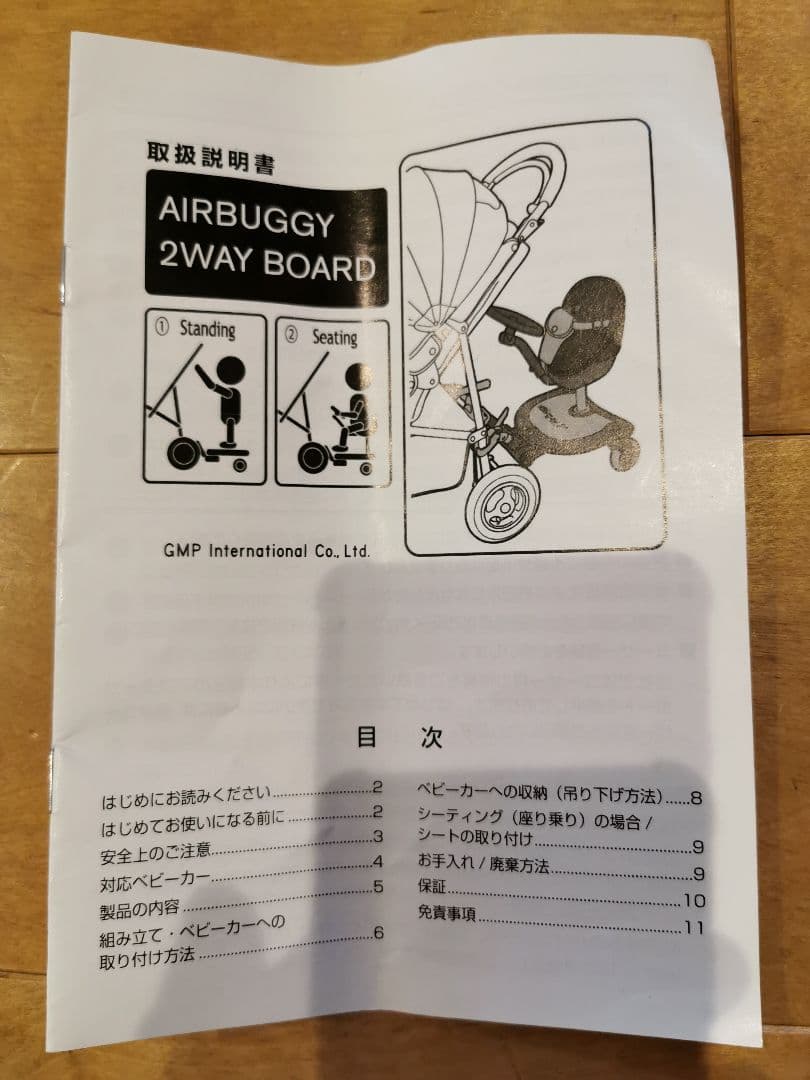 取扱説明書
AIRBUGGY
2WAY BOARD
① Standing
② Seating
GMP International Co., Ltd.
目 次
はじめにお読みください..................2
はじめてお使いになる前に..................2
安全上のご注意..................3
対応ベビーカー..................4
製品の内容..................5
組み立て・ベビーカーへの
取り付け方法..................6
ベビーカーへの収納（吊り下げ方法）......8
シーティング（座り乗り）の場合 /
シートの取り付け..................9
お手入れ / 廃棄方法..................9
保証..................10
免責事項..................11